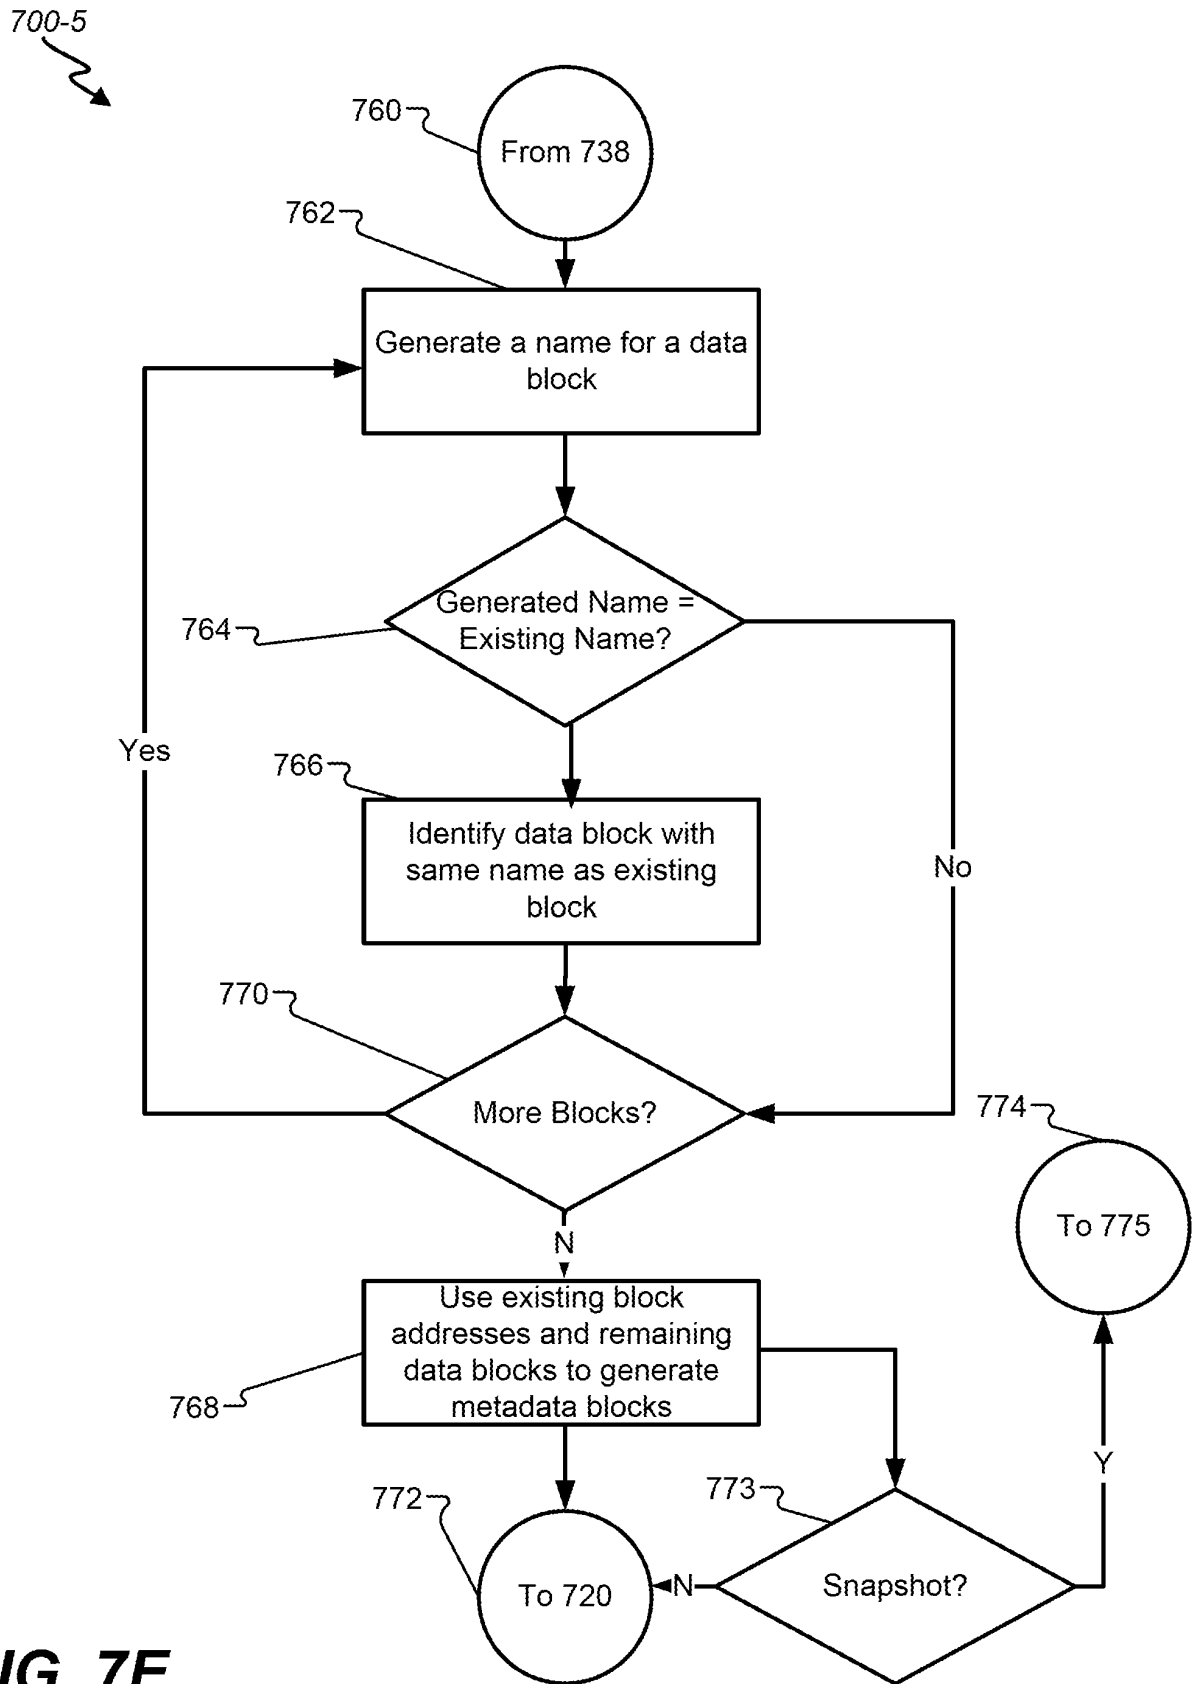 700-5
760
From 738
762
Generate a name for a data
block
764
Generated Name =
Existing Name?
Yes
766
Identify data block with
same name as existing
block
No
770
More Blocks?
774
To 775
N
Use existing block
addresses and remaining
data blocks to generate
metadata blocks
768
Y
772
773
To 720
N
Snapshot?